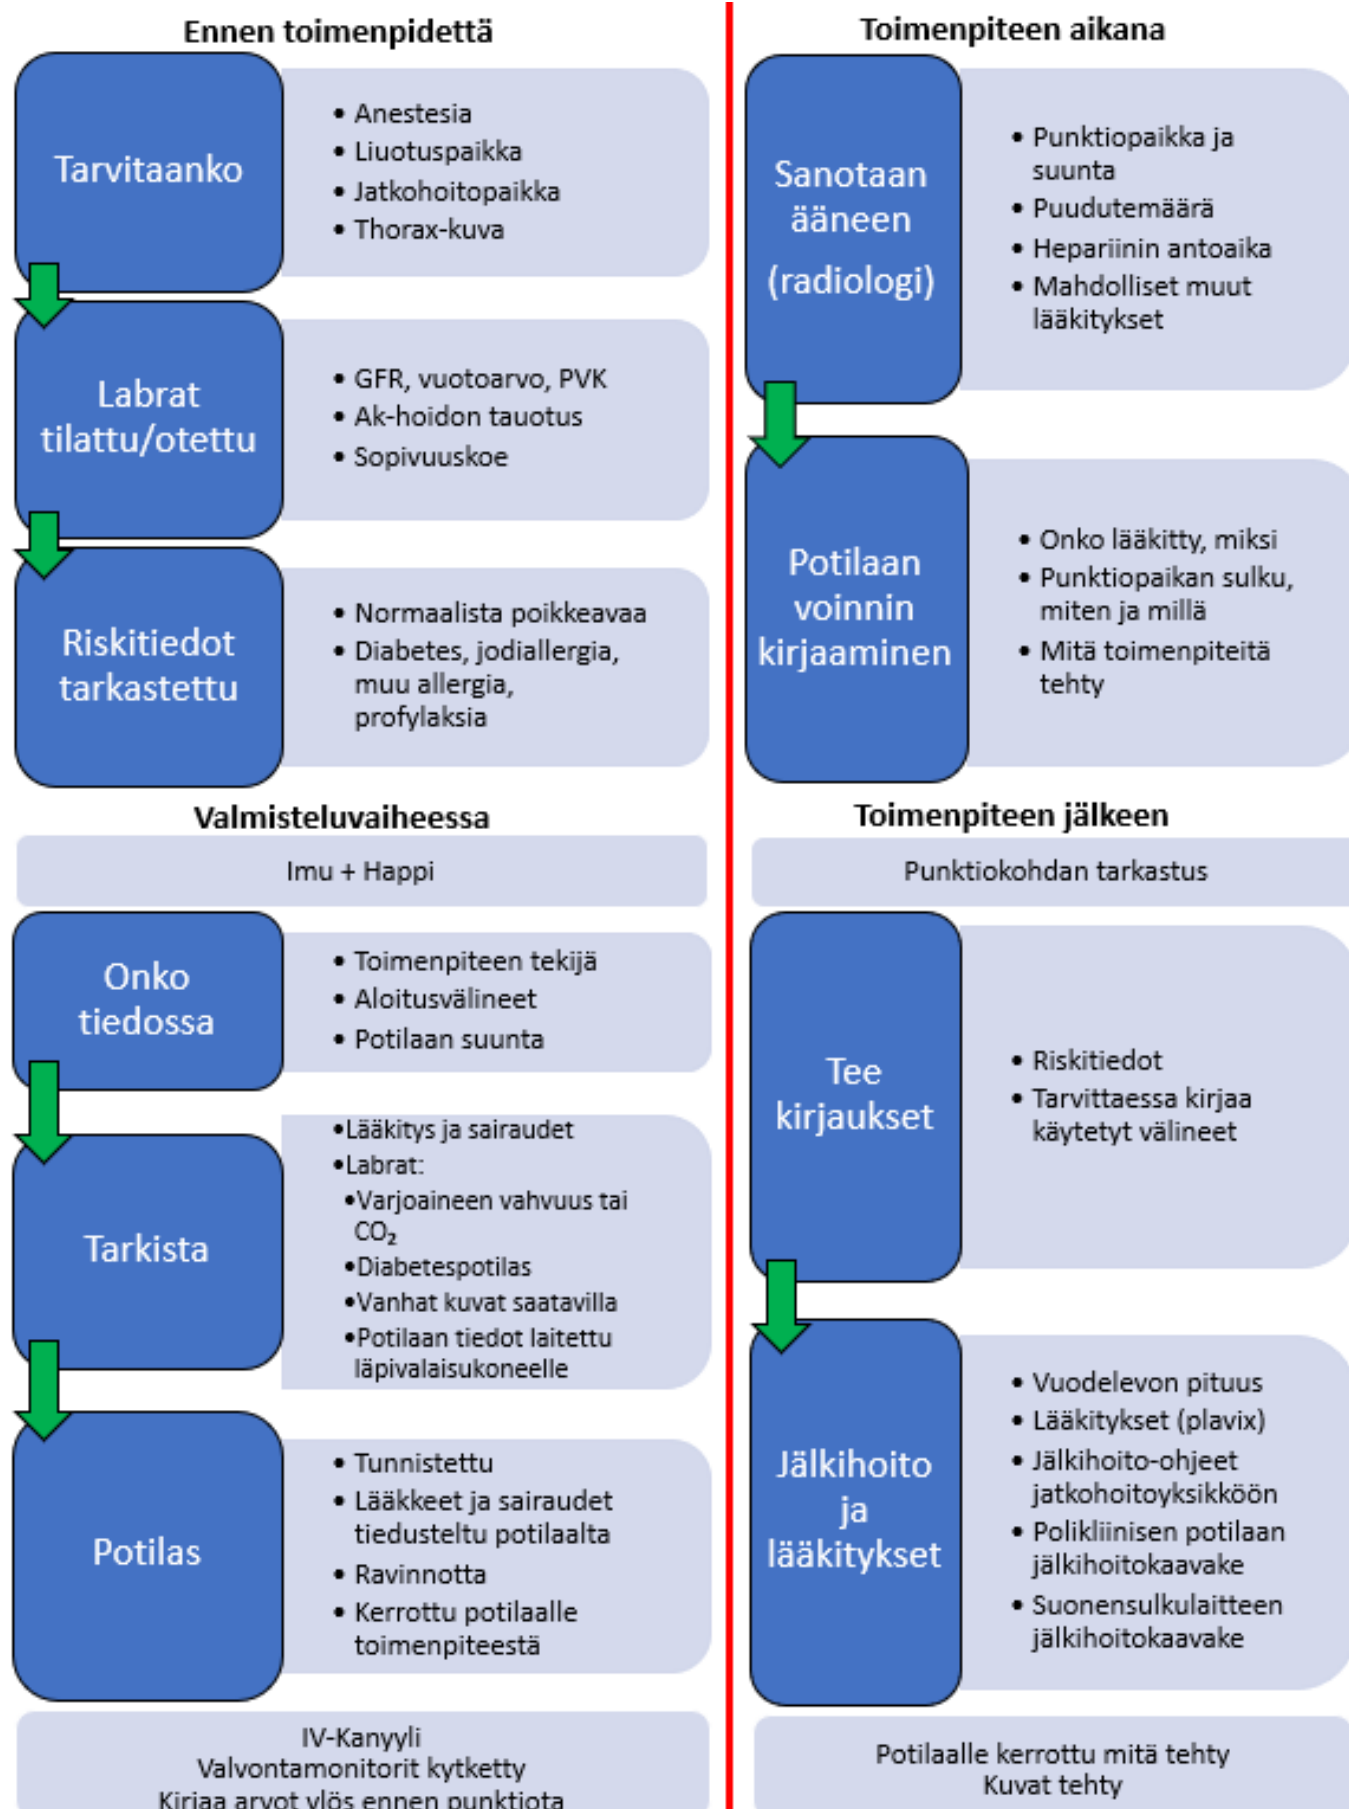 Ennen toimenpidettä
Tarvitaanko
• Anestesia
• Liuotuspaikka
• Jatkohoitopaikka
• Thorax-kuva
Labrat
tilattu/otettu
• GFR, vuotoarvo, PVK
• Ak-hoidon tauotus
• Sopivuuskoe
Riskitiedot
tarkastettu
• Normaalista poikkeavaa
• Diabetes, jodiallergia,
muu allergia,
profylaksia
Valmisteluvaiheessa
Imu + Happi
Onko
tiedossa
• Toimenpiteen tekijä
• Aloitusvälineet
• Potilaan suunta
Tarkista
•Lääkitys ja sairaudet
•Labrat:
•Varjoaineen vahvuus tai
CO₂
•Diabetespotilas
•Vanhat kuvat saatavilla
•Potilaan tiedot laitettu
läpivalaisukoneelle
Potilas
• Tunnistettu
• Lääkkeet ja sairaudet
tiedusteltu potilaalta
• Ravinnotta
• Kerrottu potilaalle
toimenpiteestä
IV-Kanyyli
Valvontamonitorit kytketty
Kirjaa arvot ylös ennen punktiota
Toimenpiteen aikana
Sanotaan
ääneen
(radiologi)
• Punktiopaikka ja
suunta
• Puudutemäärä
• Hepariinin antoaika
• Mahdolliset muut
lääkitykset
Potilaan
voinnin
kirjaaminen
• Onko lääkitty, miksi
• Punktiopaikan sulku,
miten ja millä
• Mitä toimenpiteitä
tehty
Toimenpiteen jälkeen
Punktiokohdan tarkastus
Tee
kirjaukset
• Riskitiedot
• Tarvittaessa kirjaa
käytetyt välineet
Jälkihoito
ja
lääkitykset
• Vuodelevon pituus
• Lääkitykset (plavix)
• Jälkihoito-ohjeet
jatkohoitoyksikköön
• Polikliinisen potilaan
jälkihoitokaavake
• Suonensulkulaitteen
jälkihoitokaavake
Potilaalle kerrottu mitä tehty
Kuvat tehty